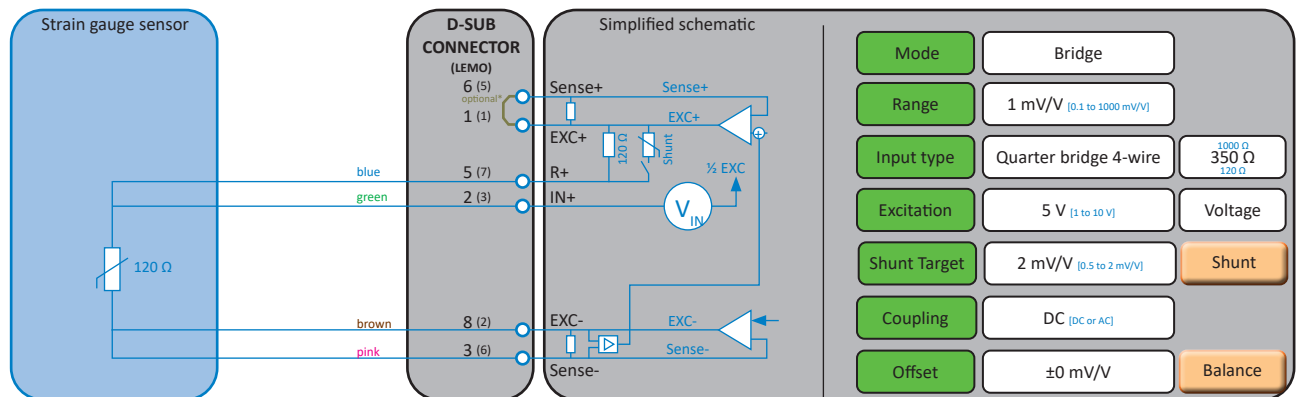 Strain gauge sensor
120 Ω
blue
green
brown
pink
D-SUB
CONNECTOR
(LEMO)
6 (5)
optional*
1 (1)
5 (7)
2 (3)
8 (2)
3 (6)
Simplified schematic
Sense+
Sense+
EXC+
EXC+
120 Ω
Shunt
R+
½ EXC
IN+
VIN
EXC-
EXC-
Sense-
Sense-
Mode
Bridge
Range
1 mV/V [0.1 to 1000 mV/V]
Input type
Quarter bridge 4-wire
1000 Ω
350 Ω
120 Ω
Excitation
5 V [1 to 10 V]
Voltage
Shunt Target
2 mV/V [0.5 to 2 mV/V]
Shunt
Coupling
DC [DC or AC]
Offset
±0 mV/V
Balance